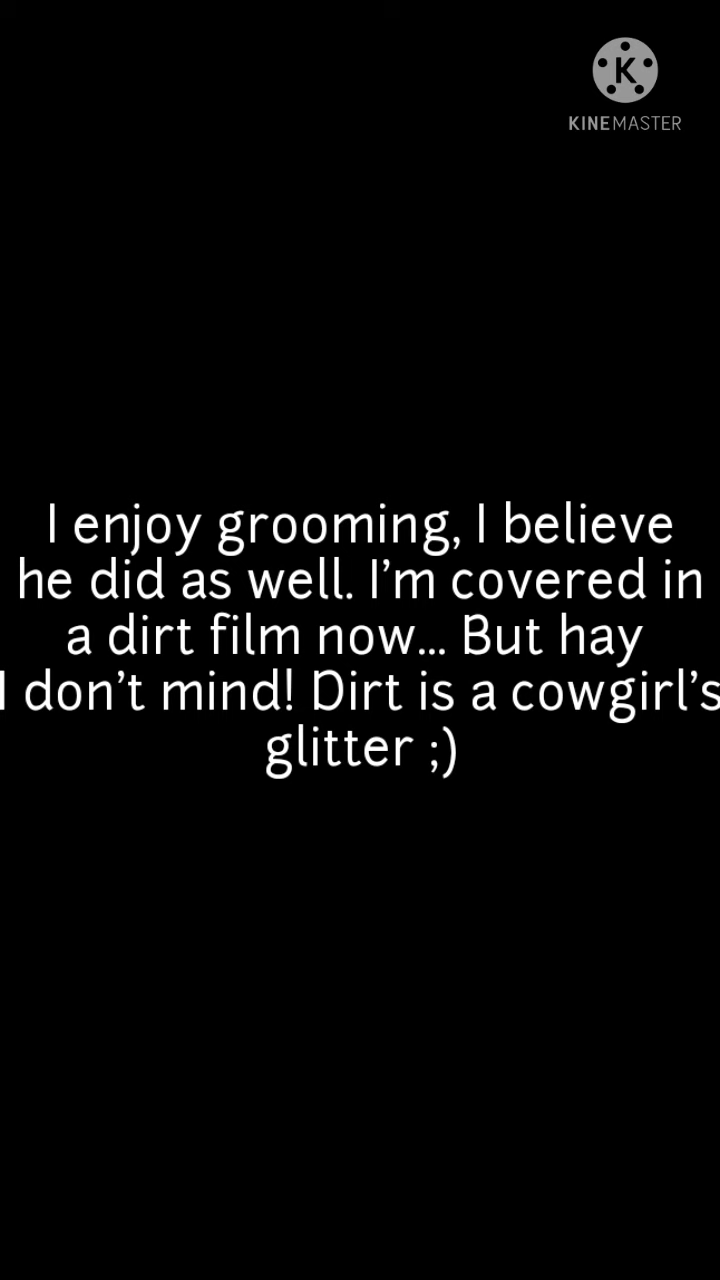 K
KINEMASTER
I enjoy grooming, I believe
he did as well. I’m covered in
a dirt film now... But hay
I don’t mind! Dirt is a cowgirl’s
glitter ;)